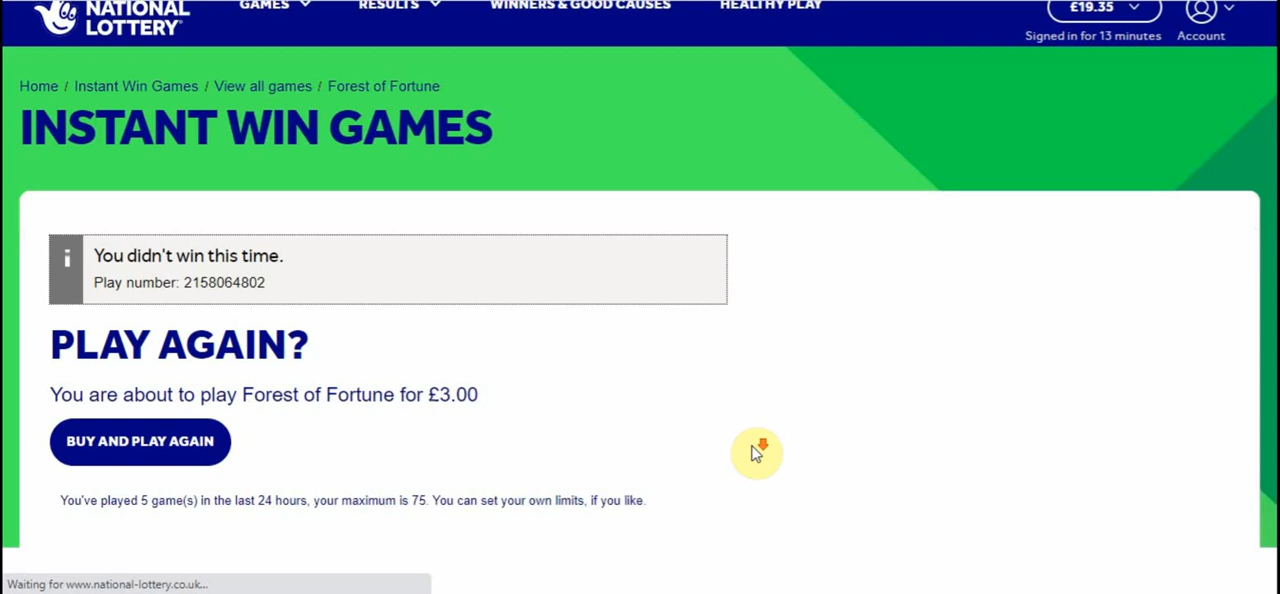 NATIONAL
LOTTERY
GAMES
RESULTS
WINNERS & GOOD CAUSES
HEALTHY PLAY
£19.35
Signed in for 13 minutes
Account
Home / Instant Win Games / View all games / Forest of Fortune
INSTANT WIN GAMES
i
You didn't win this time.
Play number: 2158064802
PLAY AGAIN?
You are about to play Forest of Fortune for £3.00
BUY AND PLAY AGAIN
You've played 5 game(s) in the last 24 hours, your maximum is 75. You can set your own limits, if you like.
Waiting for www.national-lottery.co.uk...